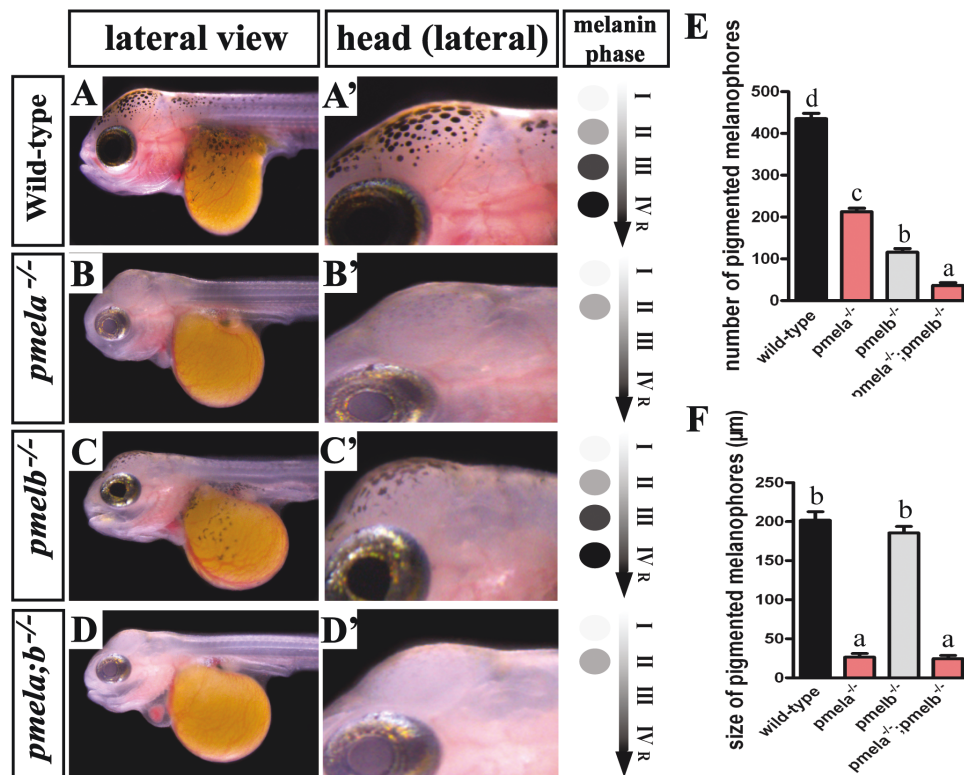 lateral view
head (lateral)
melanin
phase
Wild-type
A
A’
I
II
III
IV R
pmela-/-
B
B’
I
II
III
IV R
pmelb-/-
C
C’
I
II
III
IV R
pmela;b-/-
D
D’
I
II
III
IV R
E
number of pigmented melanophores
500
400
300
200
100
0
d
c
b
a
wild-type
pmela-/-
pmelb-/-
pmela-/-;pmelb-/-
F
size of pigmented melanophores (μm)
250
200
150
100
50
0
b
a
b
a
wild-type
pmela-/-
pmelb-/-
pmela-/-;pmelb-/-